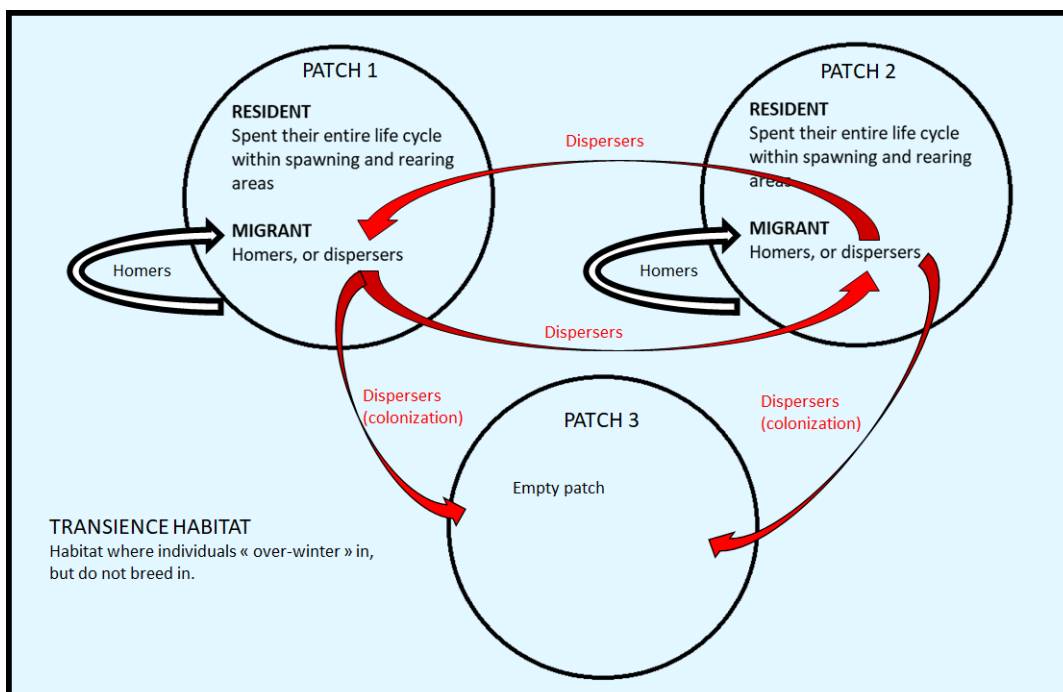 PATCH 1
RESIDENT
Spent their entire life cycle
within spawning and rearing
areas
MIGRANT
Homers, or dispersers
Homers
PATCH 2
RESIDENT
Spent their entire life cycle
within spawning and rearing
areas
MIGRANT
Homers, or dispersers
Homers
Dispersers
Dispersers
Dispersers
(colonization)
Dispersers
(colonization)
PATCH 3
Empty patch
TRANSIENCE HABITAT
Habitat where individuals « over-winter » in,
but do not breed in.